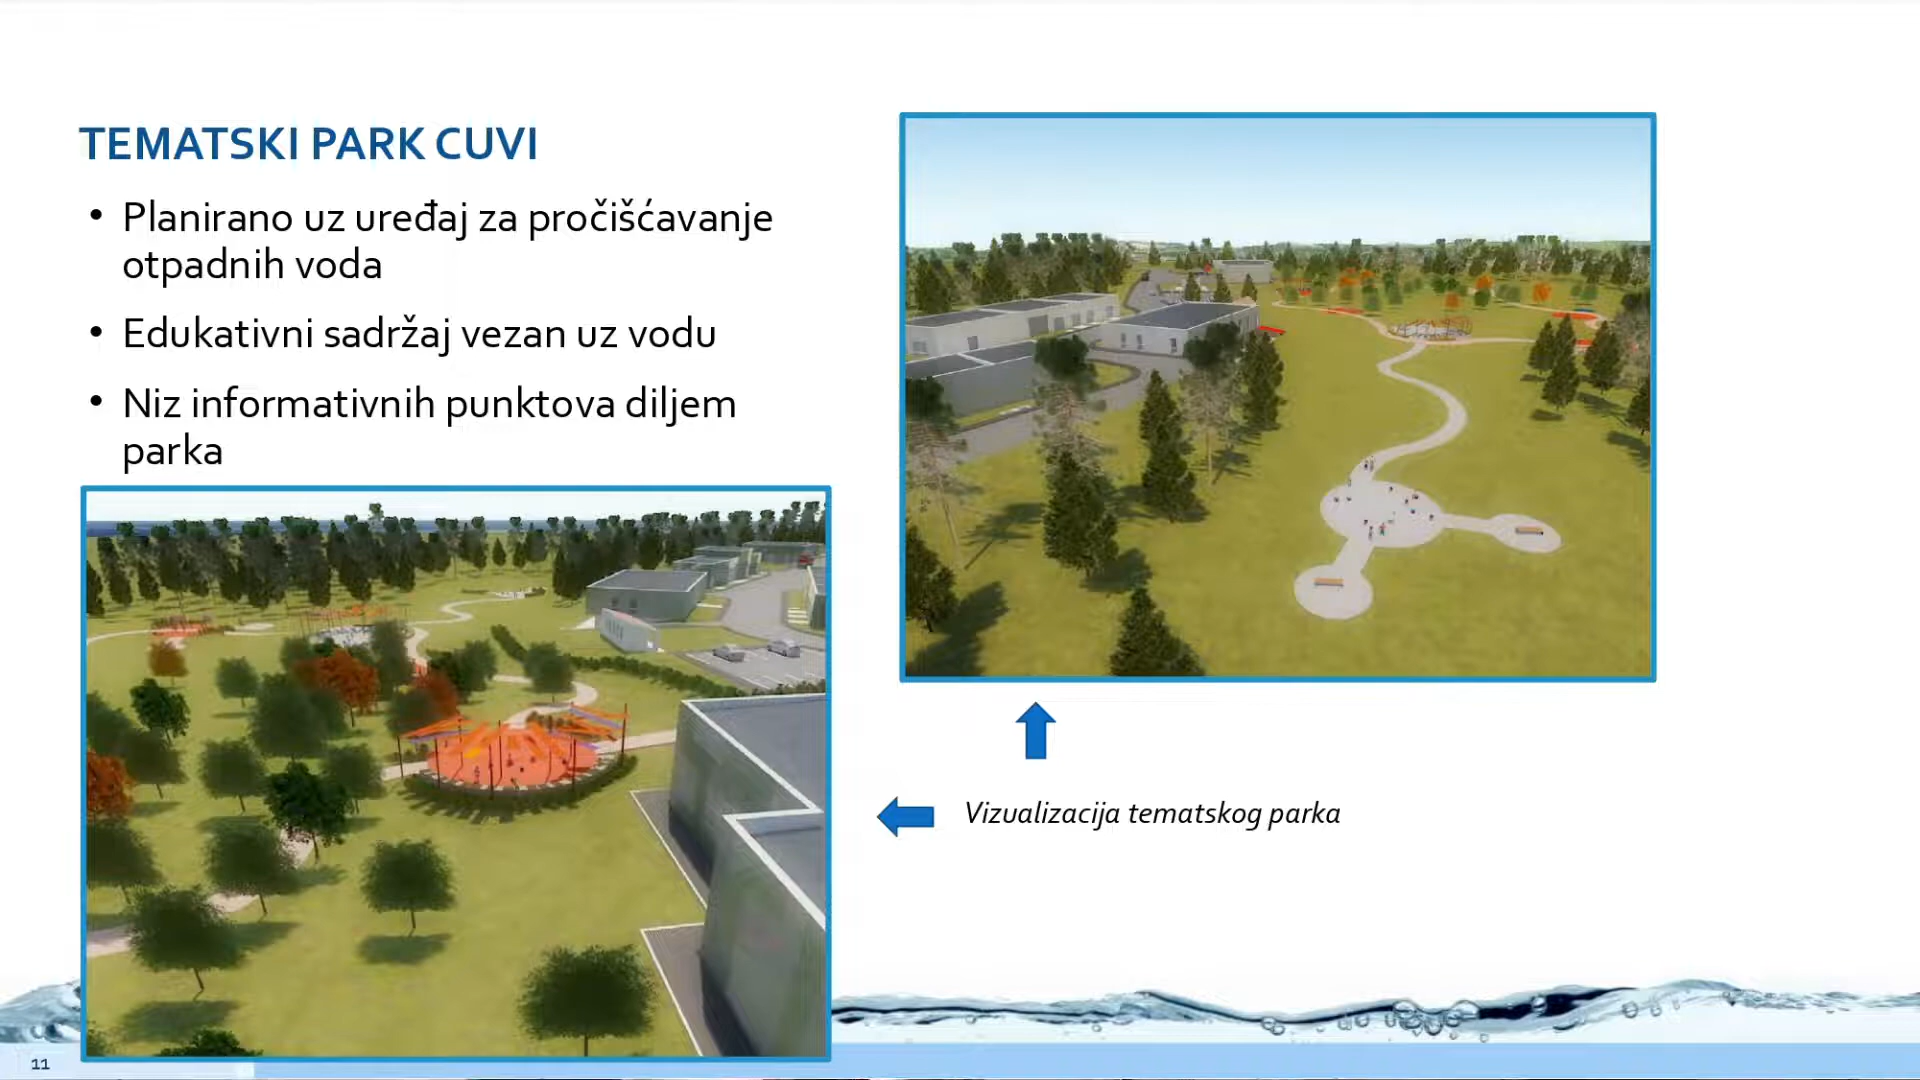 TEMATSKI PARK CUVI
• Planirano uz uređaj za pročišćavanje
otpadnih voda
• Edukativni sadržaj vezan uz vodu
• Niz informativnih punktova diljem
parka
Vizualizacija tematskog parka
11